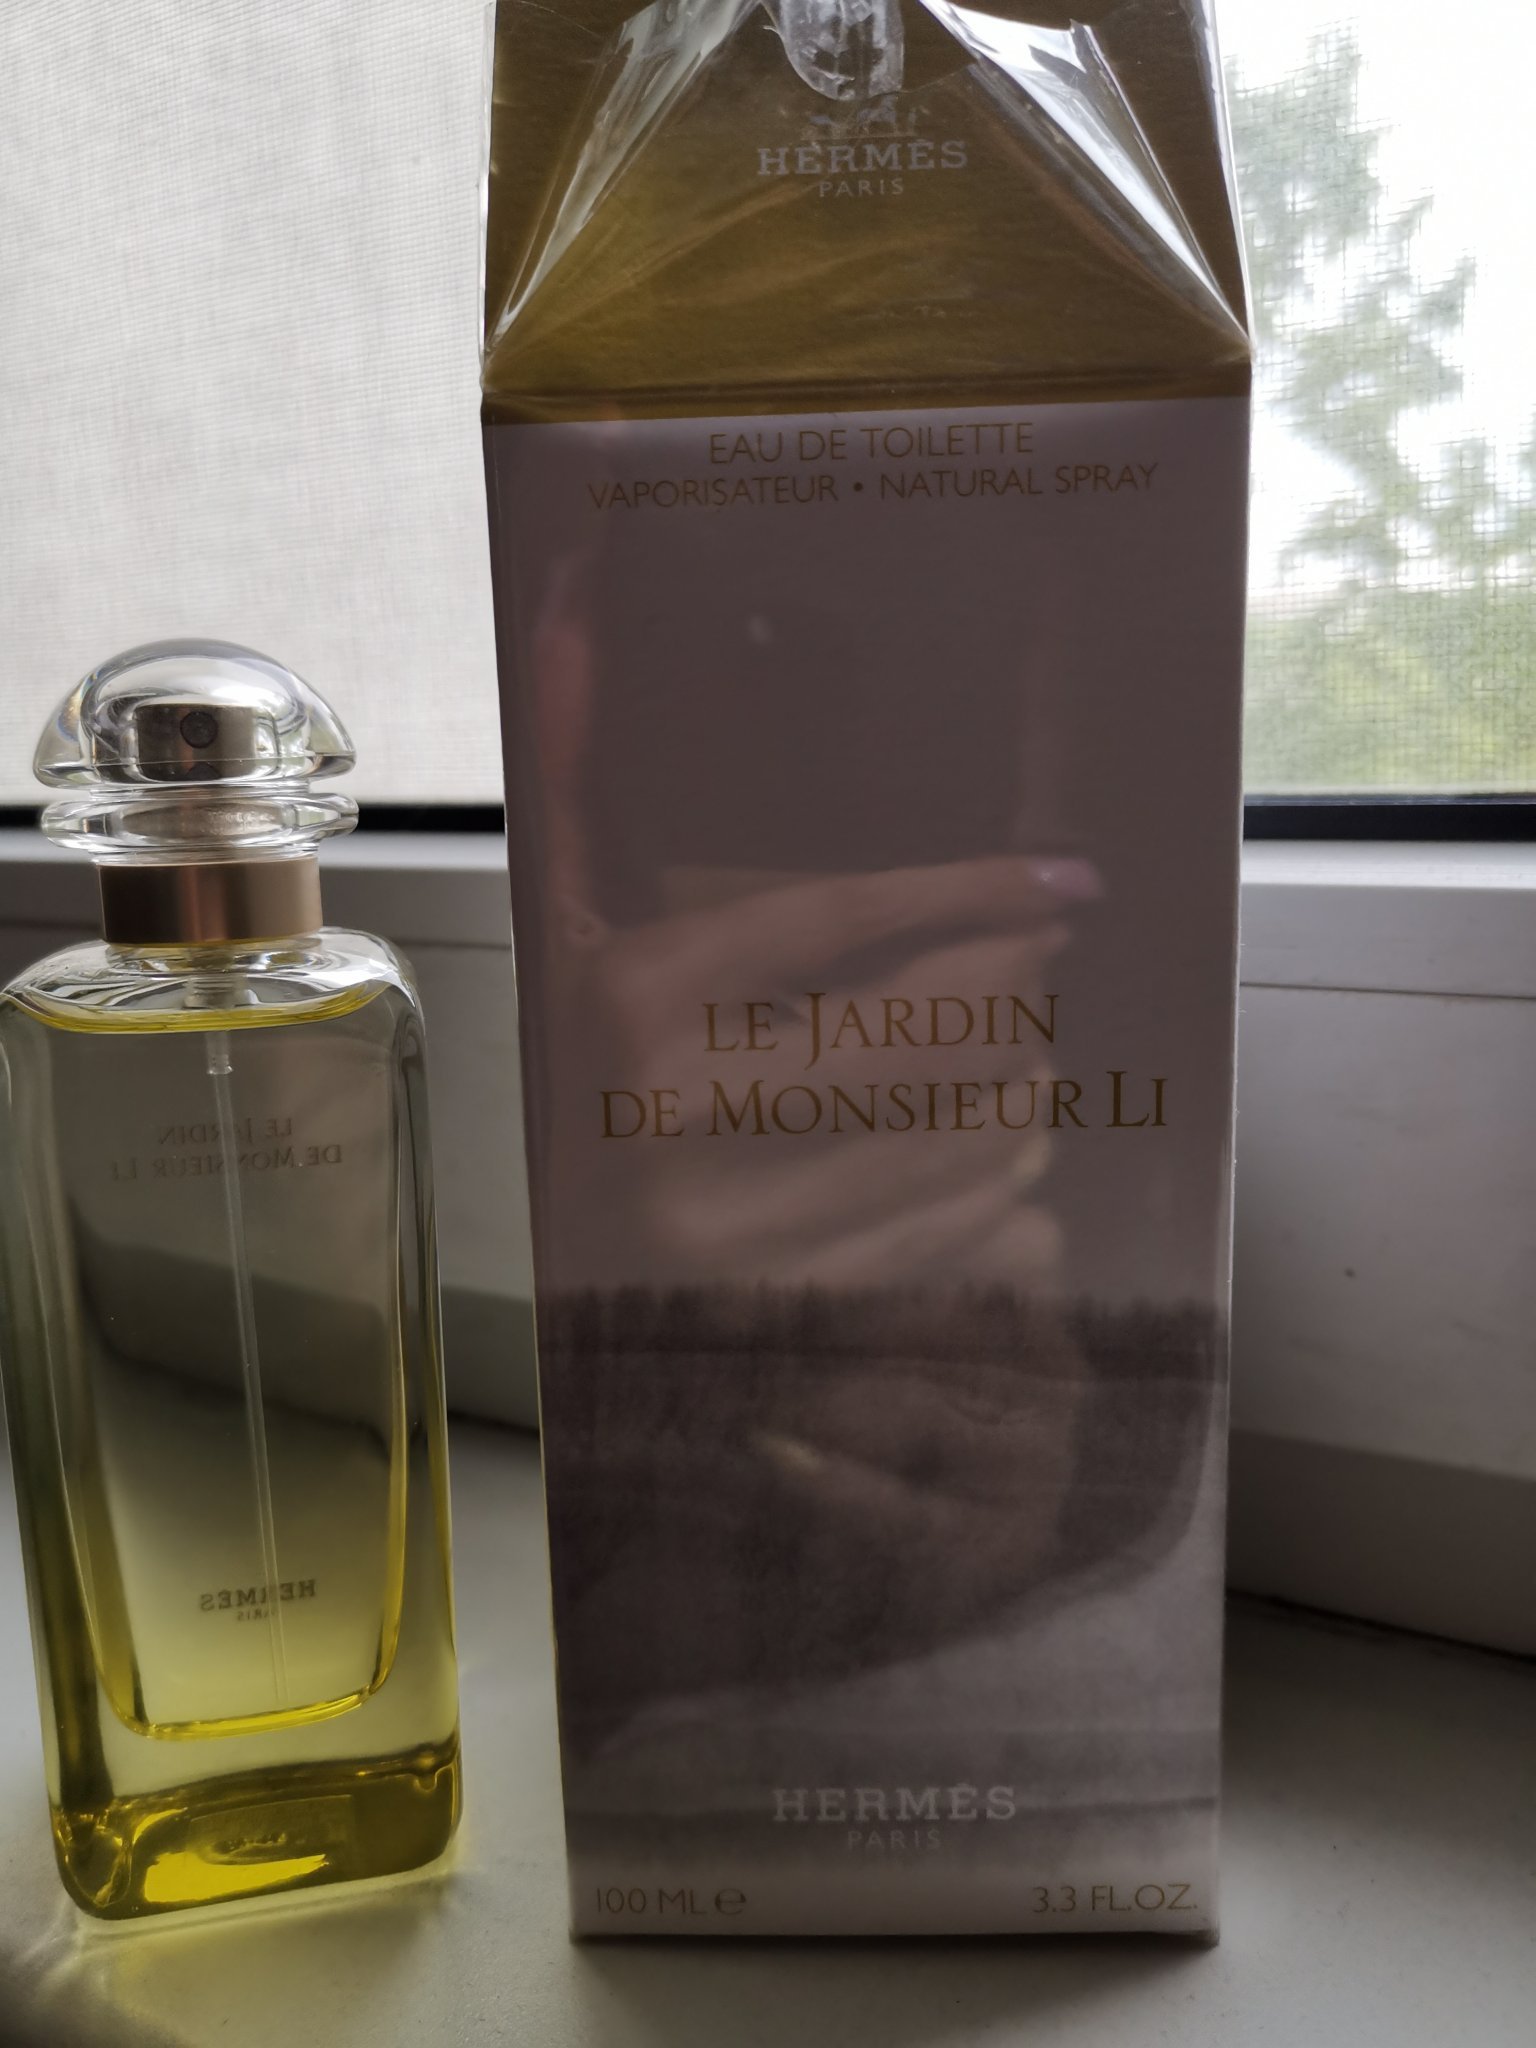 HERMÈS
PARIS
EAU DE TOILETTE
VAPORISATEUR • NATURAL SPRAY
LE JARDIN
DE MONSIEUR LI
HERMÈS
PARIS
100 ML ℮
3.3 FL.OZ.
LE JARDIN
DE MONSIEUR LI
HERMÈS
PARIS